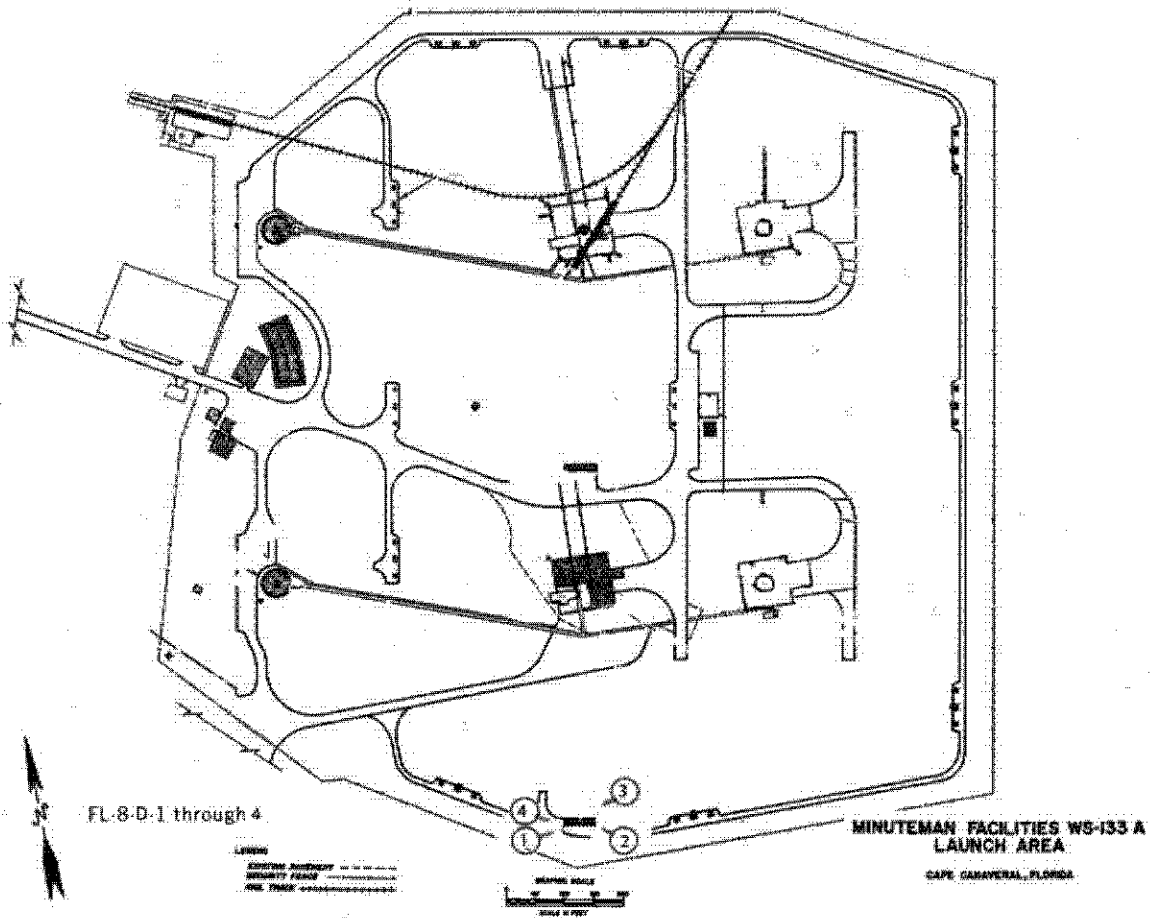 N
FL-8-D-1 through 4
4
3
1
2
LEGEND
EXISTING PAVEMENT
SECURITY FENCE
RAIL TRACK
GRAPHIC SCALE
SCALE IN FEET
MINUTEMAN FACILITIES WS-133 A
LAUNCH AREA
CAPE CANAVERAL, FLORIDA